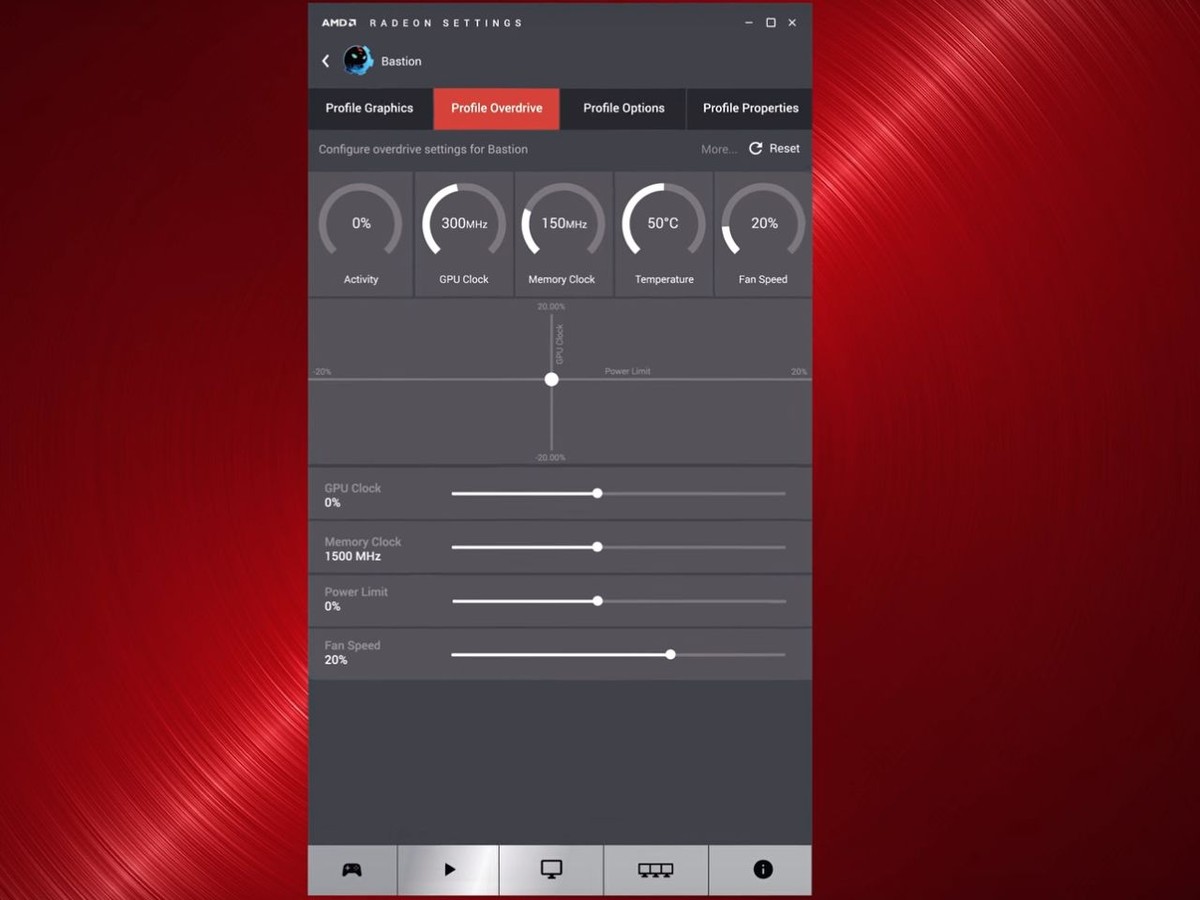 AMD RADEON SETTINGS
Bastion
Profile Graphics Profile Overdrive Profile Options Profile Properties
Configure overdrive settings for Bastion More... Reset
0% 300MHz 150MHz 50°C 20%
Activity GPU Clock Memory Clock Temperature Fan Speed
20.00%
GPU Clock
-20% Power Limit 20%
-20.00%
GPU Clock
0%
Memory Clock
1500 MHz
Power Limit
0%
Fan Speed
20%